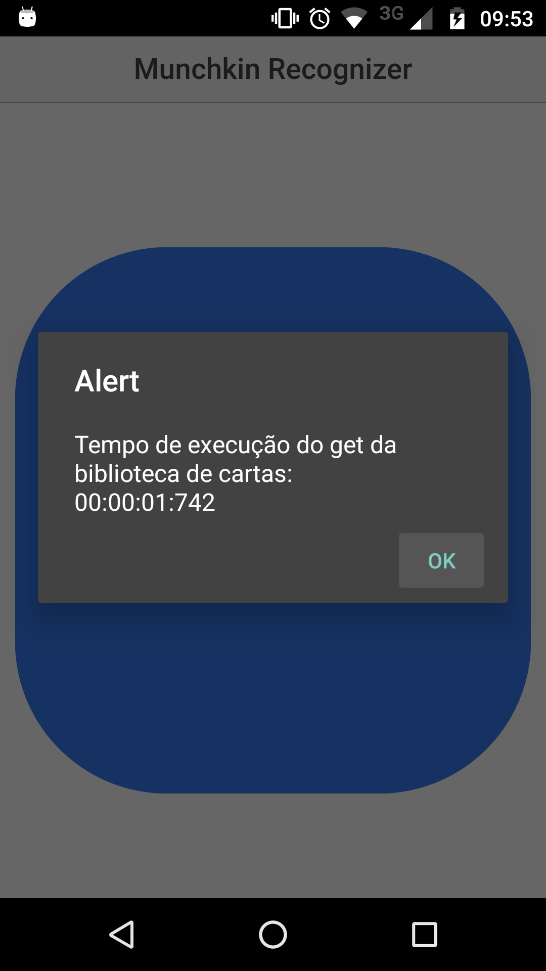 3G 09:53
Munchkin Recognizer
Alert
Tempo de execução do get da
biblioteca de cartas:
00:00:01:742
OK